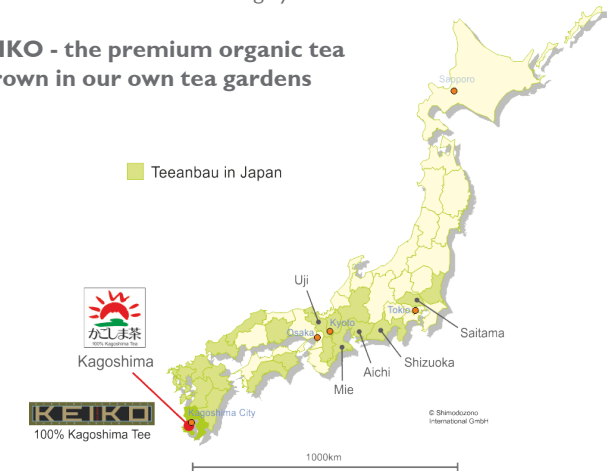 IKO - the premium organic tea
rown in our own tea gardens
Sapporo
Teeanbau in Japan
Uji
Tokio
Kyoto
Osaka
Saitama
かごしま茶
100% Kagoshima Tea
Kagoshima
Shizuoka
Aichi
Mie
KEIKO
Kagoshima City
100% Kagoshima Tee
© Shimodozono
International GmbH
1000km